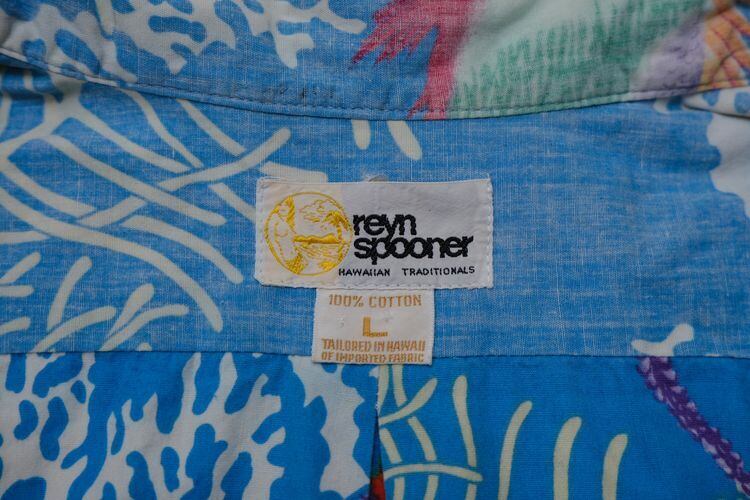 reyn
spooner
HAWAIIAN TRADITIONALS
100% COTTON
L
TAILORED IN HAWAII
OF IMPORTED FABRIC